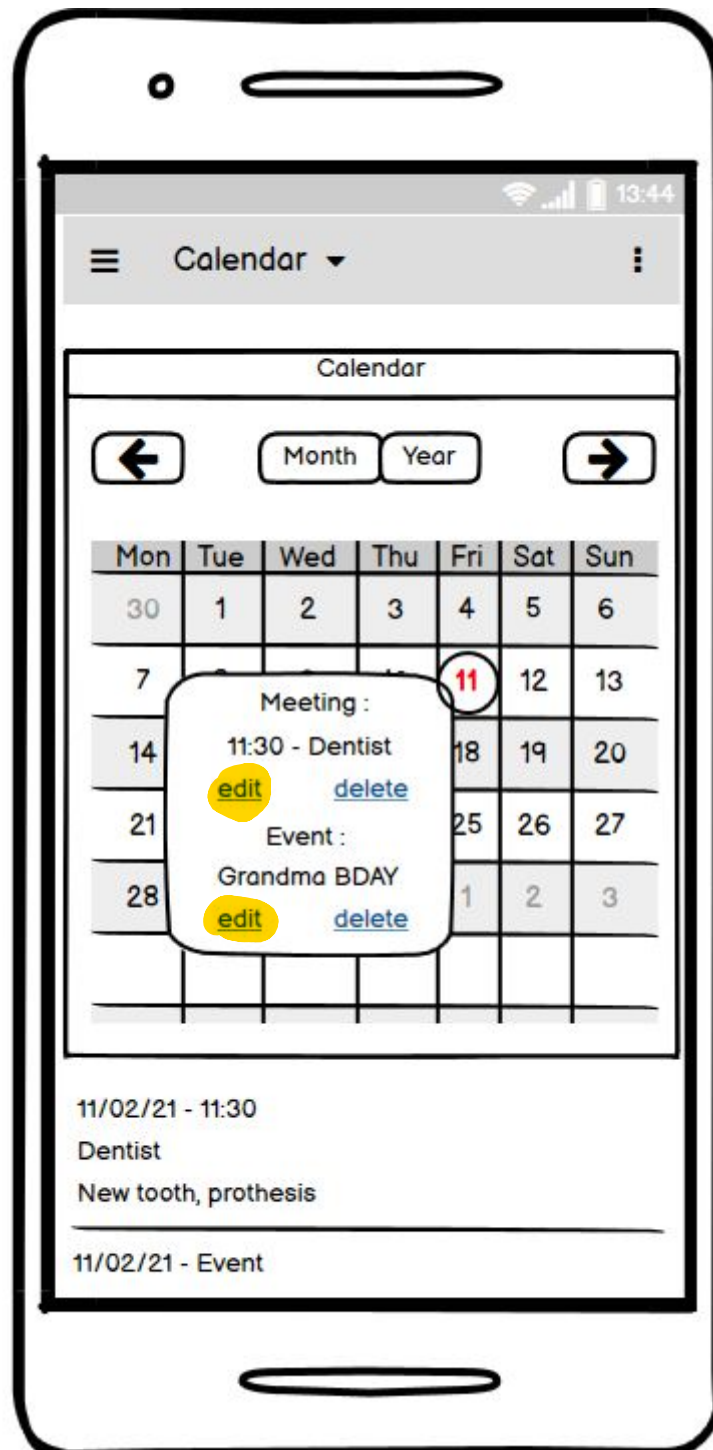 13:44
Calendar
Calendar
Month Year
Mon Tue Wed Thu Fri Sat Sun
30 1 2 3 4 5 6
7 11 12 13
Meeting :
11:30 - Dentist
14 18 19 20
edit delete
21 25 26 27
Event :
Grandma BDAY
28 1 2 3
edit delete
11/02/21 - 11:30
Dentist
New tooth, prothesis
11/02/21 - Event